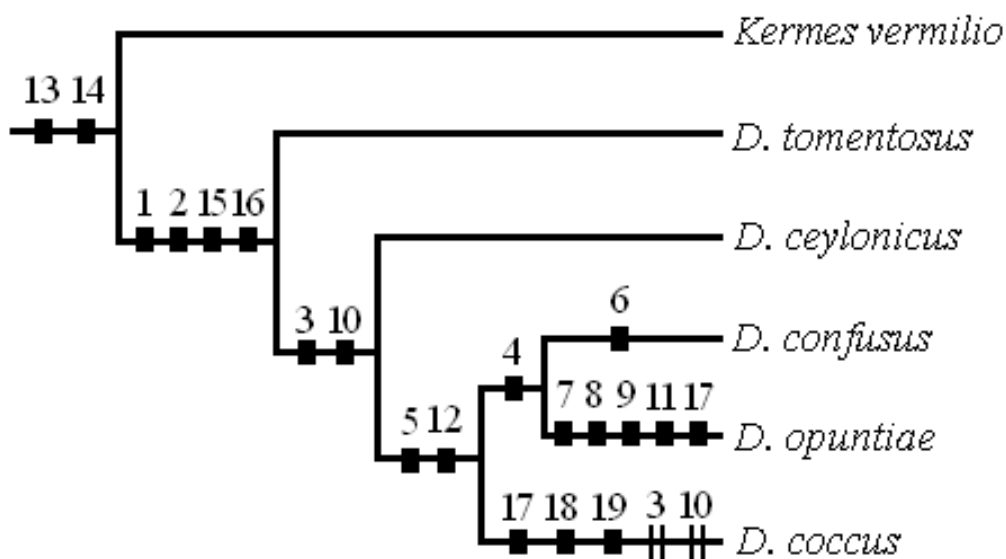 Kermes vermilio
13 14
D. tomentosus
1 2 15 16
D. ceylonicus
3 10
6
D. confusus
4
7 8 9 11 17
5 12
D. opuntiae
17 18 19 3 10
D. coccus